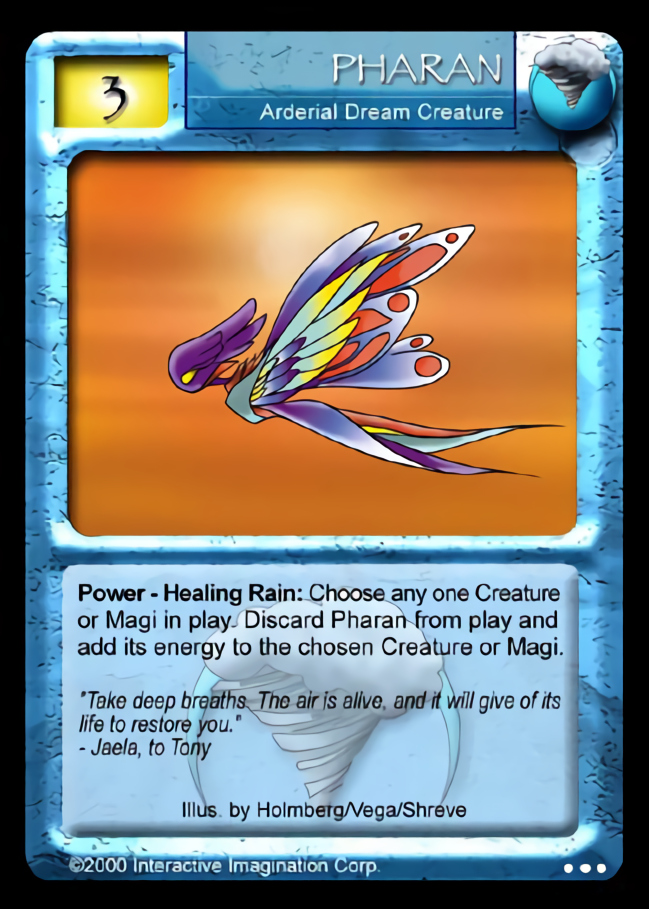 3
PHARAN
Arderial Dream Creature
Power - Healing Rain: Choose any one Creature
or Magi in play. Discard Pharan from play and
add its energy to the chosen Creature or Magi.
"Take deep breaths. The air is alive, and it will give of its
life to restore you."
- Jaela, to Tony
Illus. by Holmberg/Vega/Shreve
©2000 Interactive Imagination Corp.